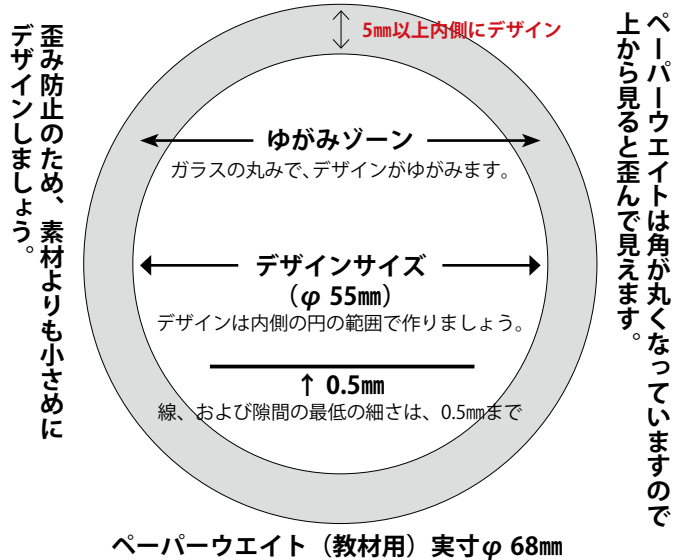 ペーパーウエイトは角が丸くなっていますので
上から見ると歪んで見えます。
5㎜以上内側にデザイン
ゆがみゾーン
ガラスの丸みで、デザインがゆがみます。
デザインサイズ
（φ 55㎜）
デザインは内側の円の範囲で作りましょう。
↑ 0.5㎜
線、および隙間の最低の細さは、0.5㎜まで
歪み防止のため、素材よりも小さめに
デザインしましょう。
ペーパーウエイト（教材用）実寸φ 68㎜